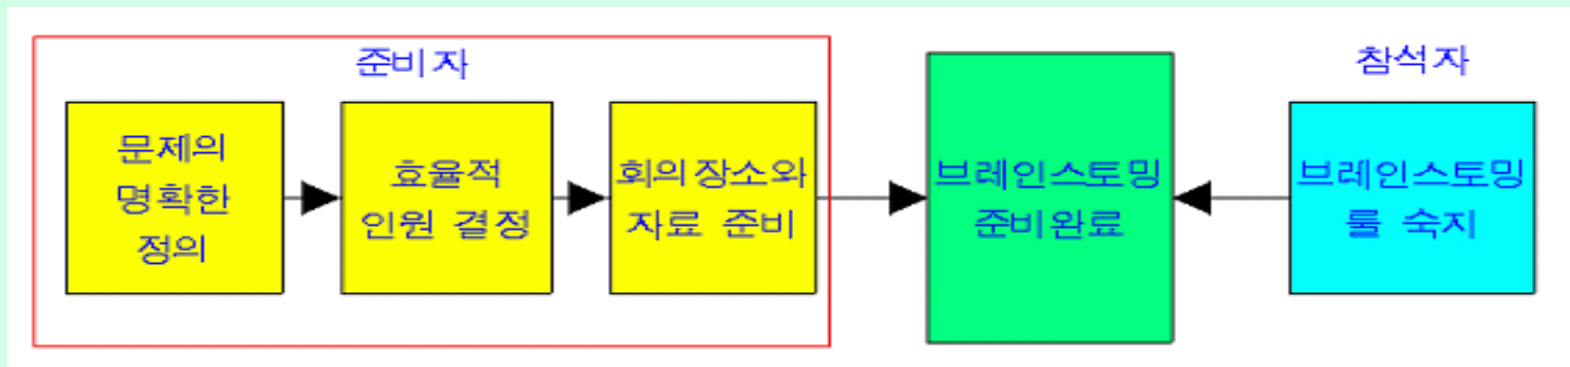 준비자
문제의
명확한
정의
효율적
인원 결정
회의장소와
자료 준비
브레인스토밍
준비완료
참석자
브레인스토밍
룰 숙지